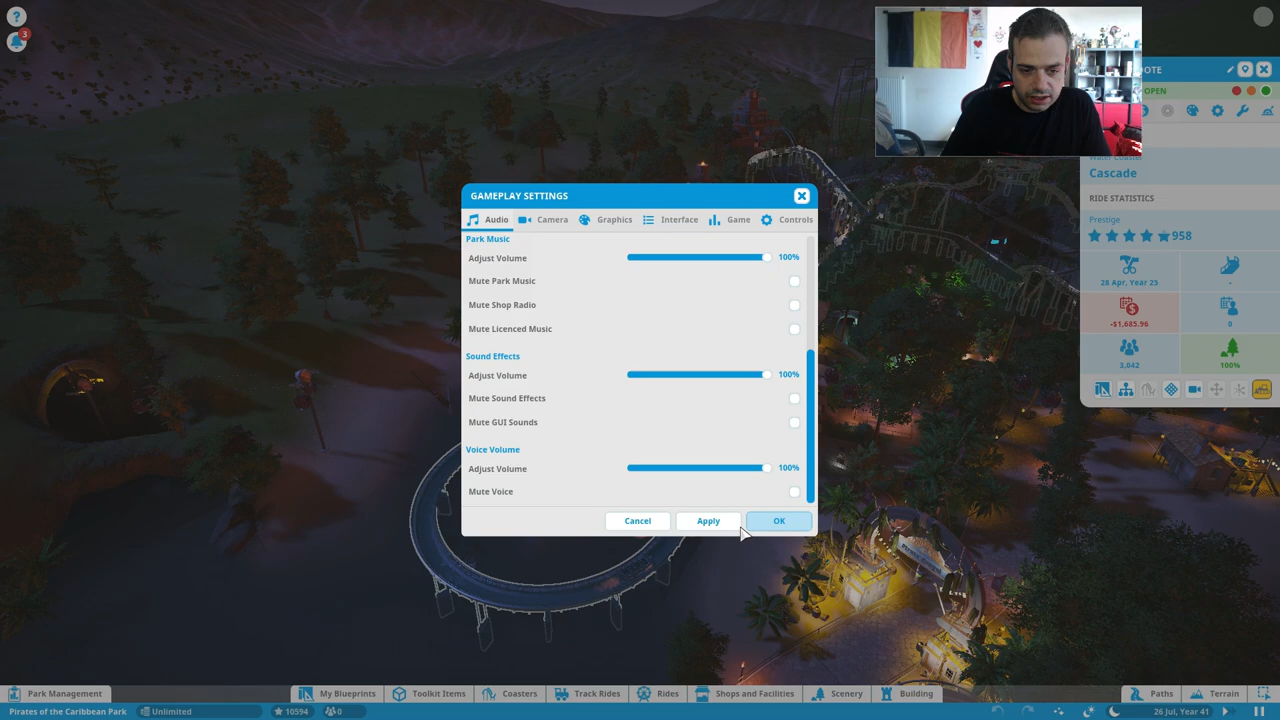 ?
3
GAMEPLAY SETTINGS
Audio
Camera
Graphics
Interface
Game
Controls
Park Music
Adjust Volume
100%
Mute Park Music
Mute Shop Radio
Mute Licenced Music
Sound Effects
Adjust Volume
100%
Mute Sound Effects
Mute GUI Sounds
Voice Volume
Adjust Volume
100%
Mute Voice
Cancel
Apply
OK
OTE
OPEN
Cascade
RIDE STATISTICS
Prestige
958
28 Apr, Year 25
-
-$1,685.96
0
3,042
100%
Park Management
My Blueprints
Toolkit Items
Coasters
Track Rides
Rides
Shops and Facilities
Scenery
Building
Paths
Terrain
Pirates of the Caribbean Park
Unlimited
10594
0
26 Jul, Year 41